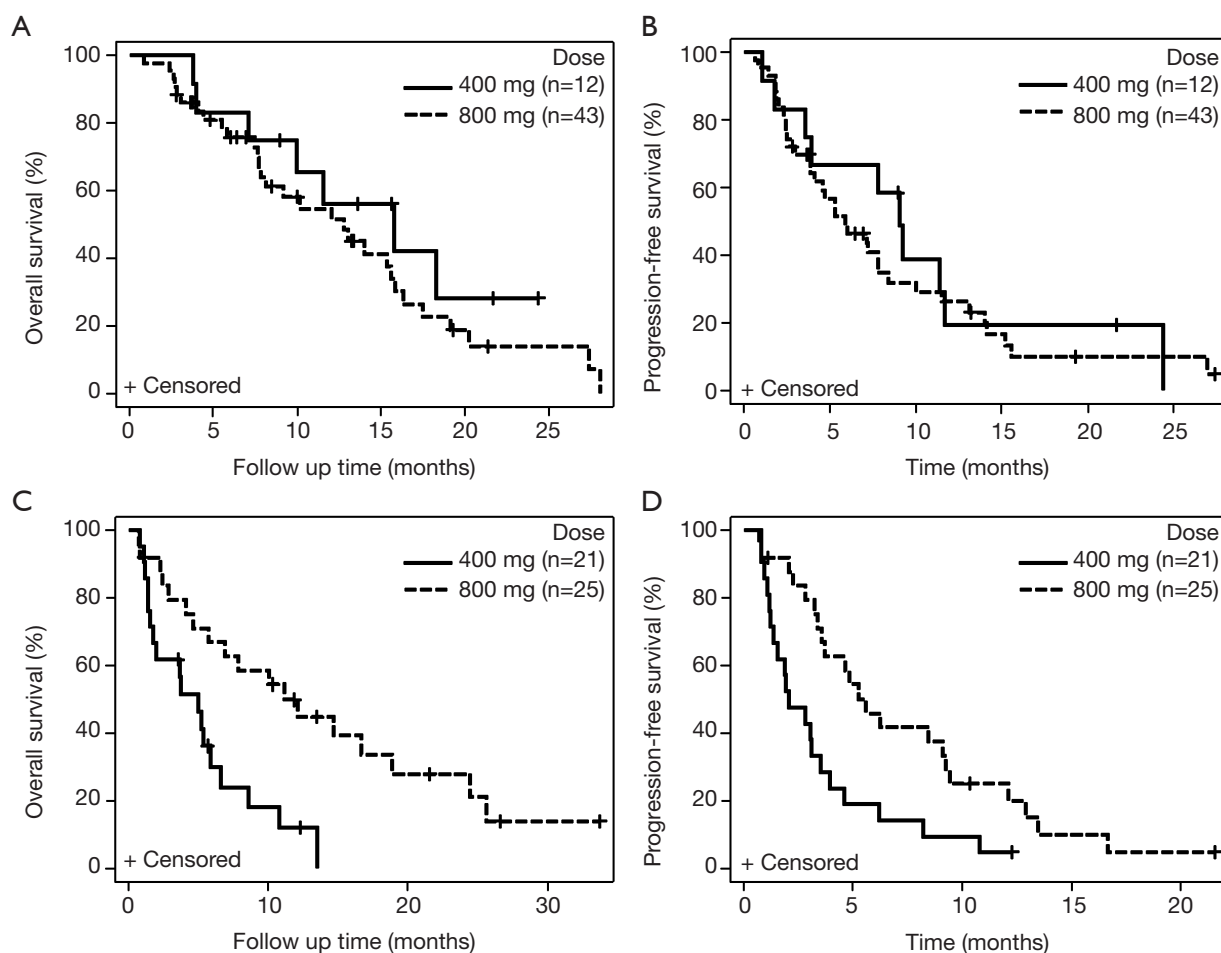 A
Overall survival (%)
100
80
60
40
20
0
Dose
400 mg (n=12)
800 mg (n=43)
+ Censored
0 5 10 15 20 25
Follow up time (months)
B
Progression-free survival (%)
100
80
60
40
20
0
Dose
400 mg (n=12)
800 mg (n=43)
+ Censored
0 5 10 15 20 25
Time (months)
C
Overall survival (%)
100
80
60
40
20
0
Dose
400 mg (n=21)
800 mg (n=25)
+ Censored
0 10 20 30
Follow up time (months)
D
Progression-free survival (%)
100
80
60
40
20
0
Dose
400 mg (n=21)
800 mg (n=25)
+ Censored
0 5 10 15 20
Time (months)